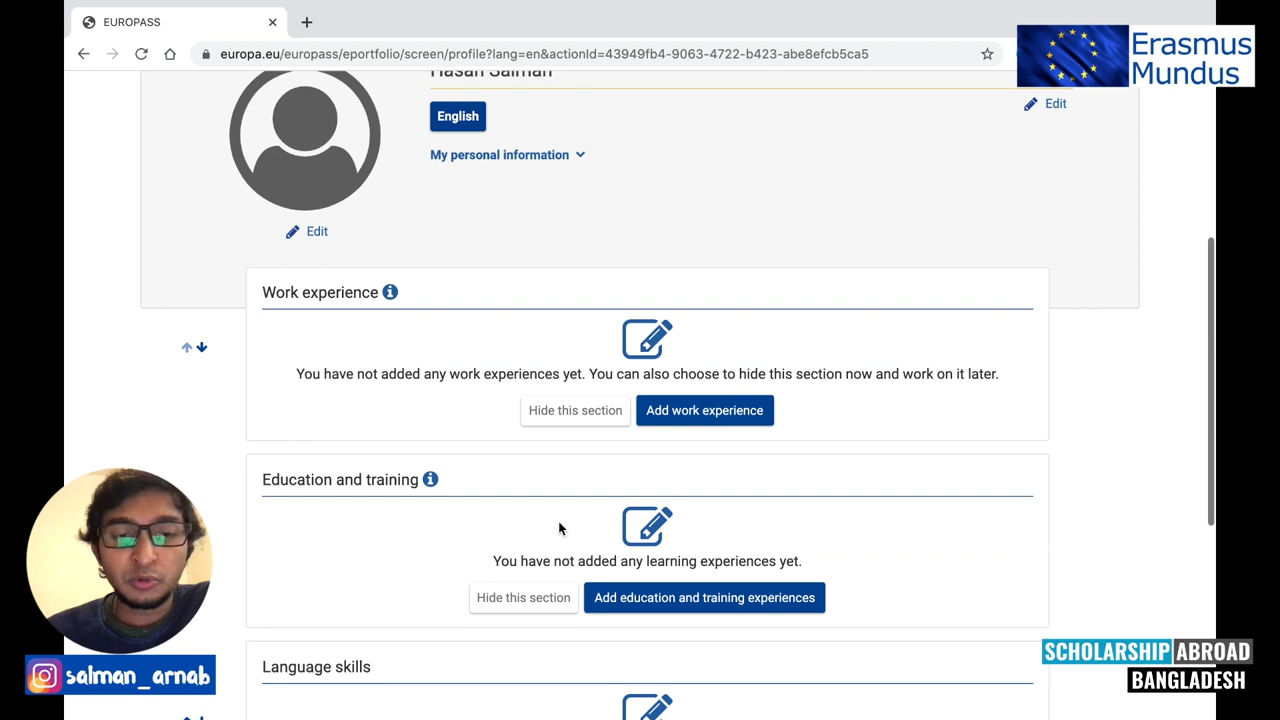 EUROPASS
europa.eu/europass/eportfolio/screen/profile?lang=en&actionId=43949fb4-9063-4722-b423-abe8efcb5ca5
Erasmus
Mundus
Hasan Salman
Edit
English
My personal information
Edit
Work experience
You have not added any work experiences yet. You can also choose to hide this section now and work on it later.
Hide this section
Add work experience
Education and training
You have not added any learning experiences yet.
Hide this section
Add education and training experiences
Language skills
salman_arnab
SCHOLARSHIP ABROAD
BANGLADESH